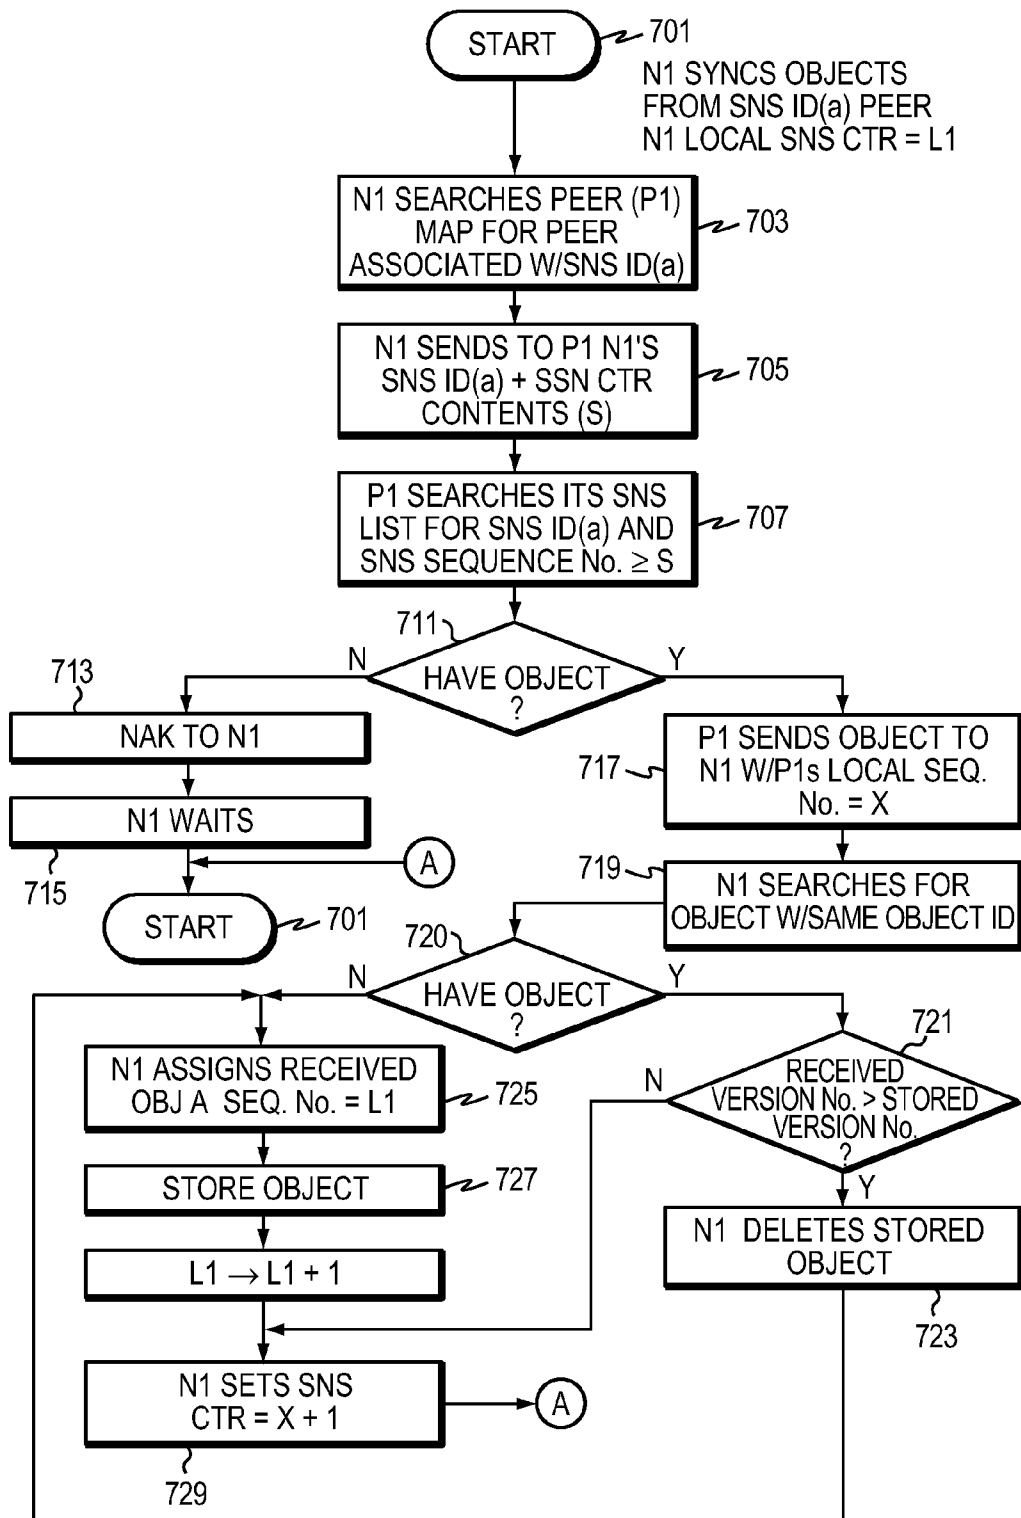 START
701
N1 SYNCS OBJECTS
FROM SNS ID(a) PEER
N1 LOCAL SNS CTR = L1
N1 SEARCHES PEER (P1)
MAP FOR PEER
ASSOCIATED W/SNS ID(a)
703
N1 SENDS TO P1 N1'S
SNS ID(a) + SSN CTR
CONTENTS (S)
705
P1 SEARCHES ITS SNS
LIST FOR SNS ID(a) AND
SNS SEQUENCE No. ≥ S
707
711
N
Y
HAVE OBJECT
?
713
NAK TO N1
N1 WAITS
715
A
START
701
717
P1 SENDS OBJECT TO
N1 W/P1s LOCAL SEQ.
No. = X
719
N1 SEARCHES FOR
OBJECT W/SAME OBJECT ID
720
N
Y
HAVE OBJECT
?
721
N
RECEIVED
VERSION No. > STORED
VERSION No.
?
Y
N1 ASSIGNS RECEIVED
OBJ A SEQ. No. = L1
725
STORE OBJECT
727
L1 → L1 + 1
N1 DELETES STORED
OBJECT
723
N1 SETS SNS
CTR = X + 1
A
729